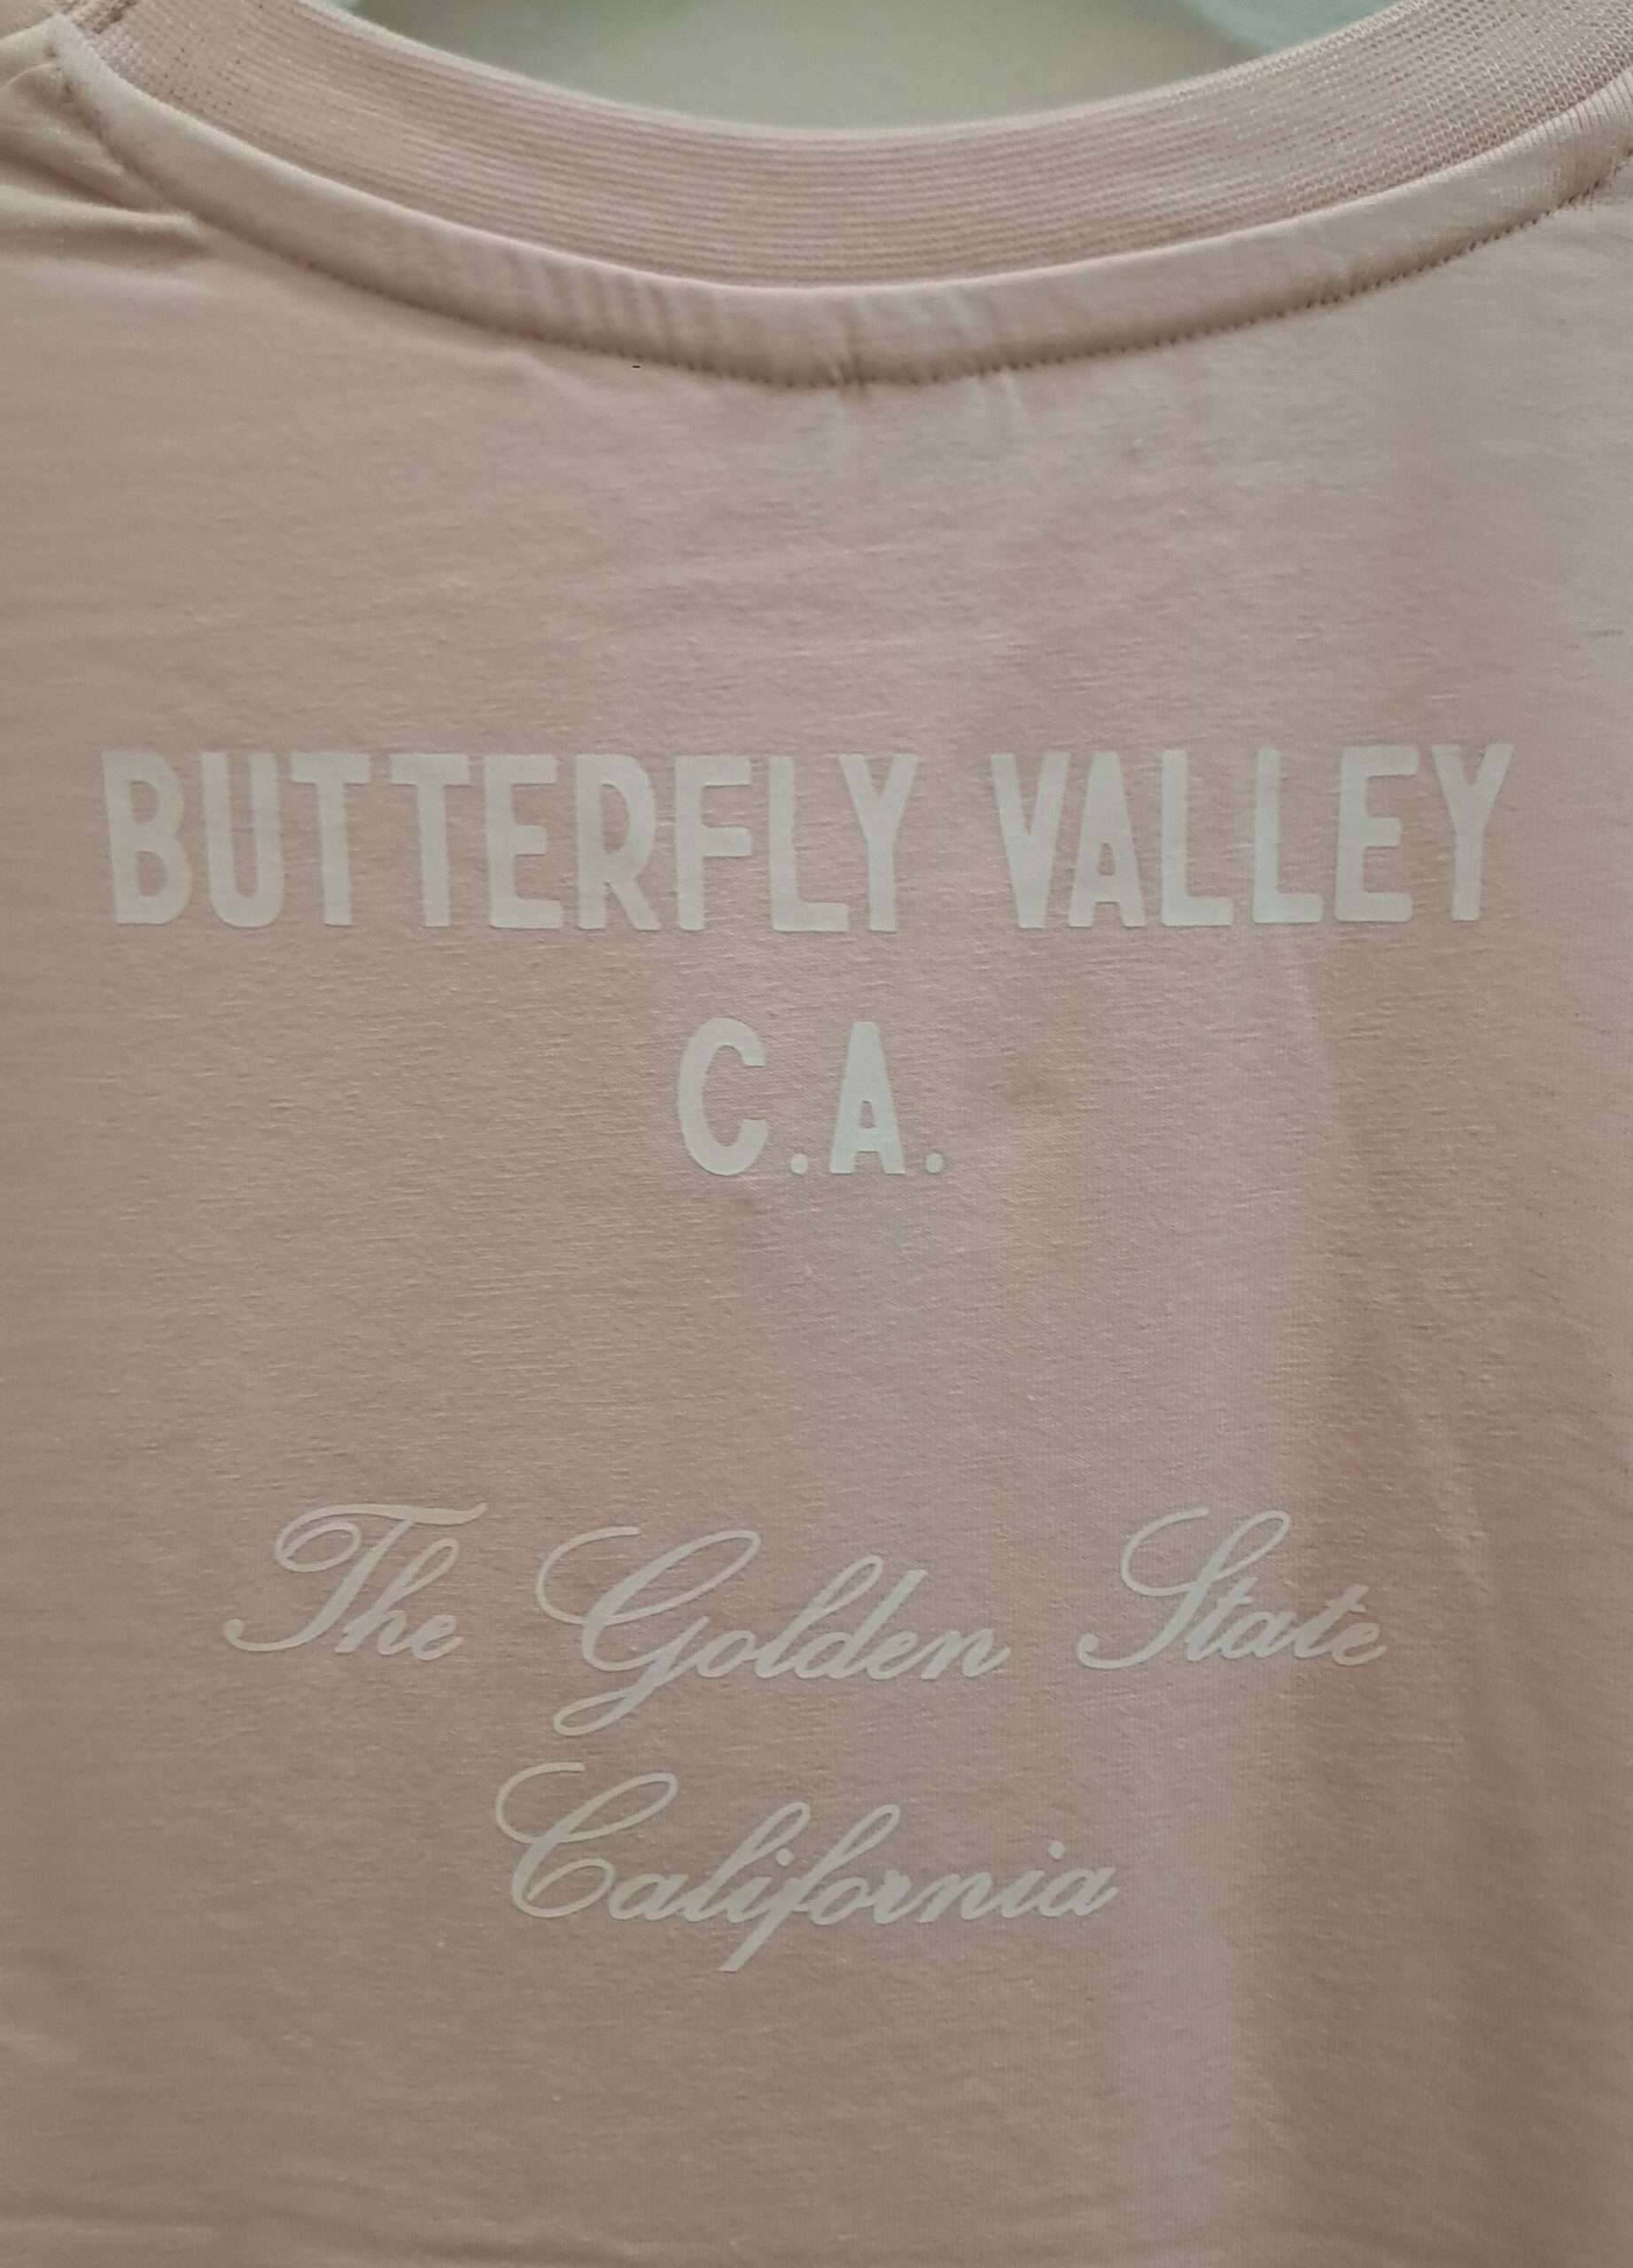 BUTTERFLY VALLEY
C.A.
The Golden State
California